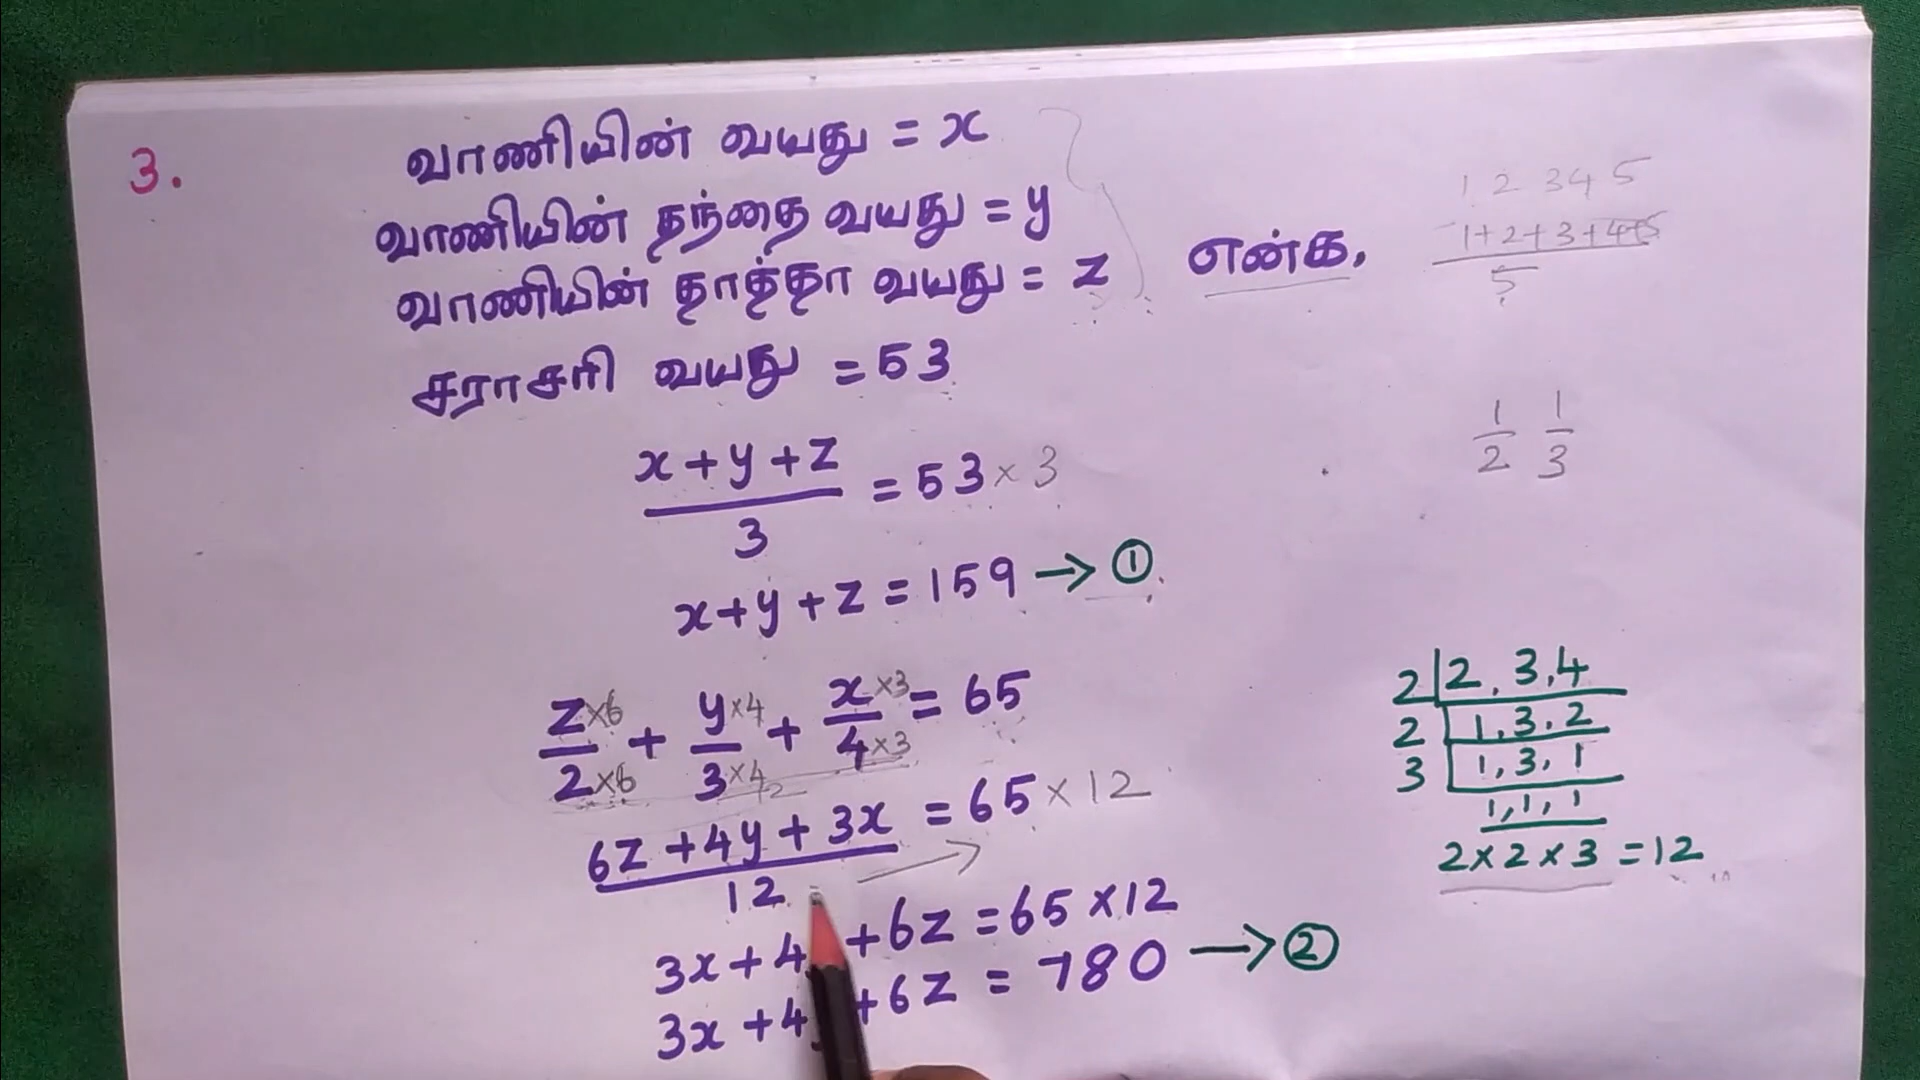 3.
வாணியின் வயது = x
வாணியின் தந்தை வயது = y
வாணியின் தாத்தா வயது = z
என்க.
சராசரி வயது = 53
x + y + z / 3 = 53 × 3
x + y + z = 159 → ①
z ×6 / 2 ×6 + y ×4 / 3 ×4 + x ×3 / 4 ×3 = 65
12
6z + 4y + 3x / 12 = 65 × 12
3x + 4 + 6z = 65 × 12
3x + 4y + 6z = 780 → ②
1 2 3 4 5
1+2+3+4+5 / 5
1/2 1/3
2 | 2, 3, 4
2 | 1, 3, 2
3 | 1, 3, 1
1, 1, 1
2 × 2 × 3 = 12